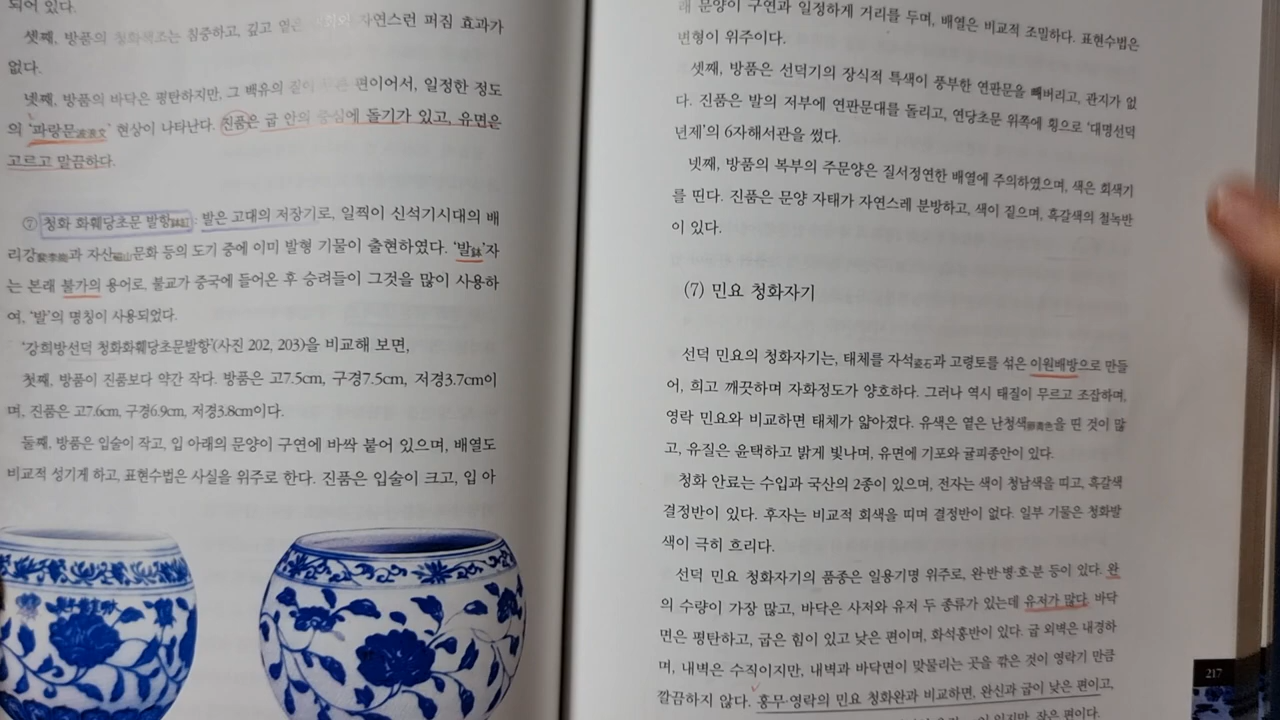 되어 있다.
셋째, 방품의 청화색조는 침중하고, 깊고 옅은 자연스런 퍼짐 효과가
없다.
넷째, 방품의 바닥은 평탄하지만, 그 백유의 질이 편이어서, 일정한 정도
의 ‘파랑문波浪文’ 현상이 나타난다. 진품은 굽 안의 중심에 돌기가 있고, 유면은
고르고 말끔하다.
⑦ 청화 화훼당초문 발항鉢缸: 발은 고대의 저장기로, 일찍이 신석기시대의 배
리강裴李崗과 자산磁山문화 등의 도기 중에 이미 발형 기물이 출현하였다. ‘발鉢’자
는 본래 불가의 용어로, 불교가 중국에 들어온 후 승려들이 그것을 많이 사용하
여, ‘발’의 명칭이 사용되었다.
‘강희방선덕 청화화훼당초문발항’(사진 202, 203)을 비교해 보면,
첫째, 방품이 진품보다 약간 작다. 방품은 고7.5cm, 구경7.5cm, 저경3.7cm이
며, 진품은 고7.6cm, 구경6.9cm, 저경3.8cm이다.
둘째, 방품은 입술이 작고, 입 아래의 문양이 구연에 바싹 붙어 있으며, 배열도
비교적 성기게 하고, 표현수법은 사실을 위주로 한다. 진품은 입술이 크고, 입 아
래 문양이 구연과 일정하게 거리를 두며, 배열은 비교적 조밀하다. 표현수법은
변형이 위주이다.
셋째, 방품은 선덕기의 장식적 특색이 풍부한 연판문을 빼버리고, 관지가 없
다. 진품은 발의 저부에 연판문대를 돌리고, 연당초문 위쪽에 횡으로 ‘대명선덕
년제’의 6자해서관을 썼다.
넷째, 방품의 복부의 주문양은 질서정연한 배열에 주의하였으며, 색은 회색기
를 띤다. 진품은 문양 자태가 자연스레 분방하고, 색이 짙으며, 흑갈색의 철녹반
이 있다.
(7) 민요 청화자기
선덕 민요의 청화자기는, 태체를 자석瓷石과 고령토를 섞은 이원배방으로 만들
어, 희고 깨끗하며 자화정도가 양호하다. 그러나 역시 태질이 무르고 조잡하며,
영락 민요와 비교하면 태체가 얇아졌다. 유색은 옅은 난청색卵靑色을 띤 것이 많
고, 유질은 윤택하고 밝게 빛나며, 유면에 기포와 귤피종안이 있다.
청화 안료는 수입과 국산의 2종이 있으며, 전자는 색이 청남색을 띠고, 흑갈색
결정반이 있다. 후자는 비교적 회색을 띠며 결정반이 없다. 일부 기물은 청화발
색이 극히 흐리다.
선덕 민요 청화자기의 품종은 일용기명 위주로, 완·반·병·호·분 등이 있다. 완
의 수량이 가장 많고, 바닥은 사저와 유저 두 종류가 있는데 유저가 많다. 바닥
면은 평탄하고, 굽은 힘이 있고 낮은 편이며, 화석홍반이 있다. 굽 외벽은 내경하
며, 내벽은 수직이지만, 내벽과 바닥면이 맞물리는 곳을 깎은 것이 영락기 만큼
깔끔하지 않다. 홍무·영락의 민요 청화완과 비교하면, 완신과 굽이 낮은 편이고,
있지만, 작은 편이다.
217